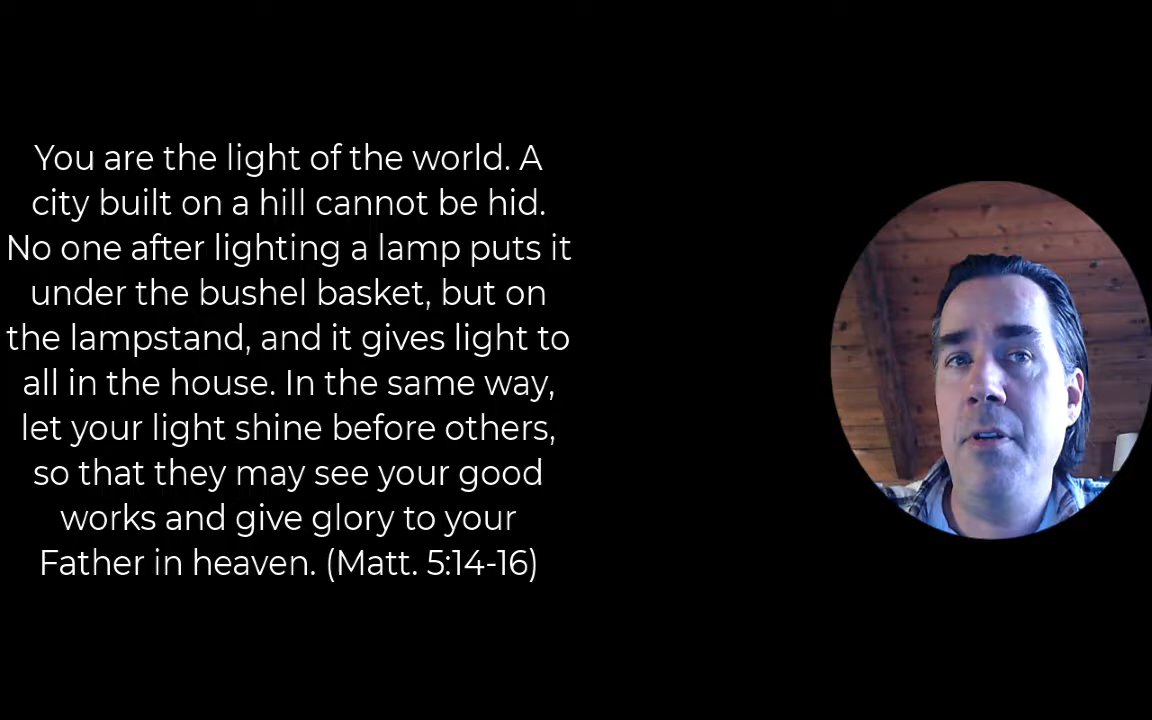 You are the light of the world. A
city built on a hill cannot be hid.
No one after lighting a lamp puts it
under the bushel basket, but on
the lampstand, and it gives light to
all in the house. In the same way,
let your light shine before others,
so that they may see your good
works and give glory to your
Father in heaven. (Matt. 5:14-16)